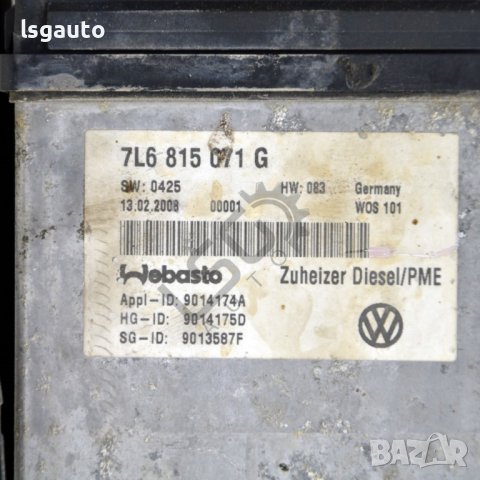 lsgauto
7L6 815 071 G
SW: 0425 HW: 083 Germany
13.02.2008 00001 WOS 101
Webasto Zuheizer Diesel/PME
Appl-ID: 9014174A
HG-ID: 9014175D
SG-ID: 9013587F
BAZAR